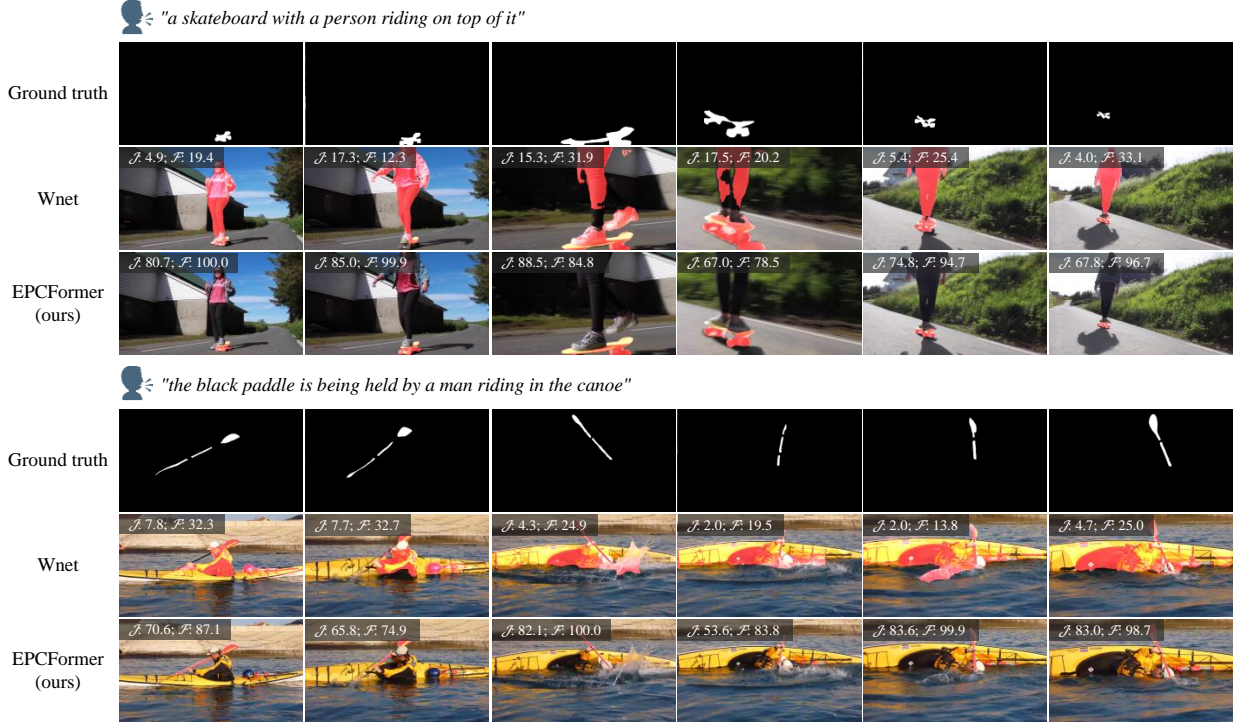 "a skateboard with a person riding on top of it"
Ground truth
Wnet
𝒥: 4.9; ℱ: 19.4
𝒥: 17.3; ℱ: 12.3
𝒥: 15.3; ℱ: 31.9
𝒥: 17.5; ℱ: 20.2
𝒥: 5.4; ℱ: 25.4
𝒥: 4.0; ℱ: 33.1
EPCFormer
(ours)
𝒥: 80.7; ℱ: 100.0
𝒥: 85.0; ℱ: 99.9
𝒥: 88.5; ℱ: 84.8
𝒥: 67.0; ℱ: 78.5
𝒥: 74.8; ℱ: 94.7
𝒥: 67.8; ℱ: 96.7
"the black paddle is being held by a man riding in the canoe"
Ground truth
Wnet
𝒥: 7.8; ℱ: 32.3
𝒥: 7.7; ℱ: 32.7
𝒥: 4.3; ℱ: 24.9
𝒥: 2.0; ℱ: 19.5
𝒥: 2.0; ℱ: 13.8
𝒥: 4.7; ℱ: 25.0
EPCFormer
(ours)
𝒥: 70.6; ℱ: 87.1
𝒥: 65.8; ℱ: 74.9
𝒥: 82.1; ℱ: 100.0
𝒥: 53.6; ℱ: 83.8
𝒥: 83.6; ℱ: 99.9
𝒥: 83.0; ℱ: 98.7